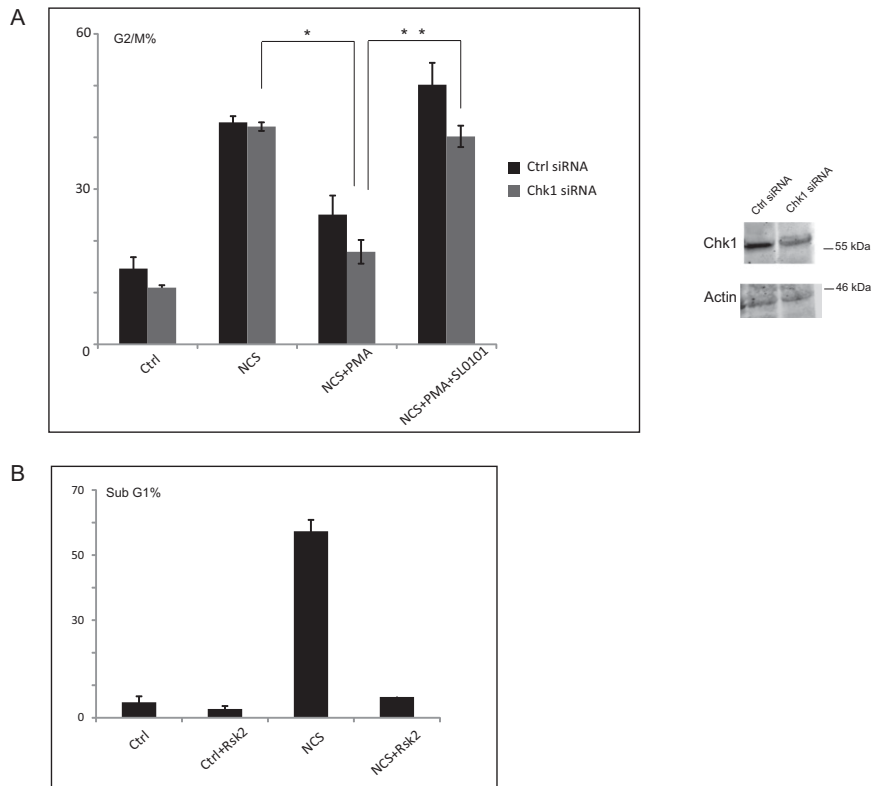 A
60
G2/M%
*
* *
30
0
Ctrl siRNA
Chk1 siRNA
Ctrl
NCS
NCS+PMA
NCS+PMA+SL0101
Ctrl siRNA
Chk1 siRNA
Chk1
55 kDa
46 kDa
Actin
B
70
Sub G1%
50
30
0
Ctrl
Ctrl+Rsk2
NCS
NCS+Rsk2